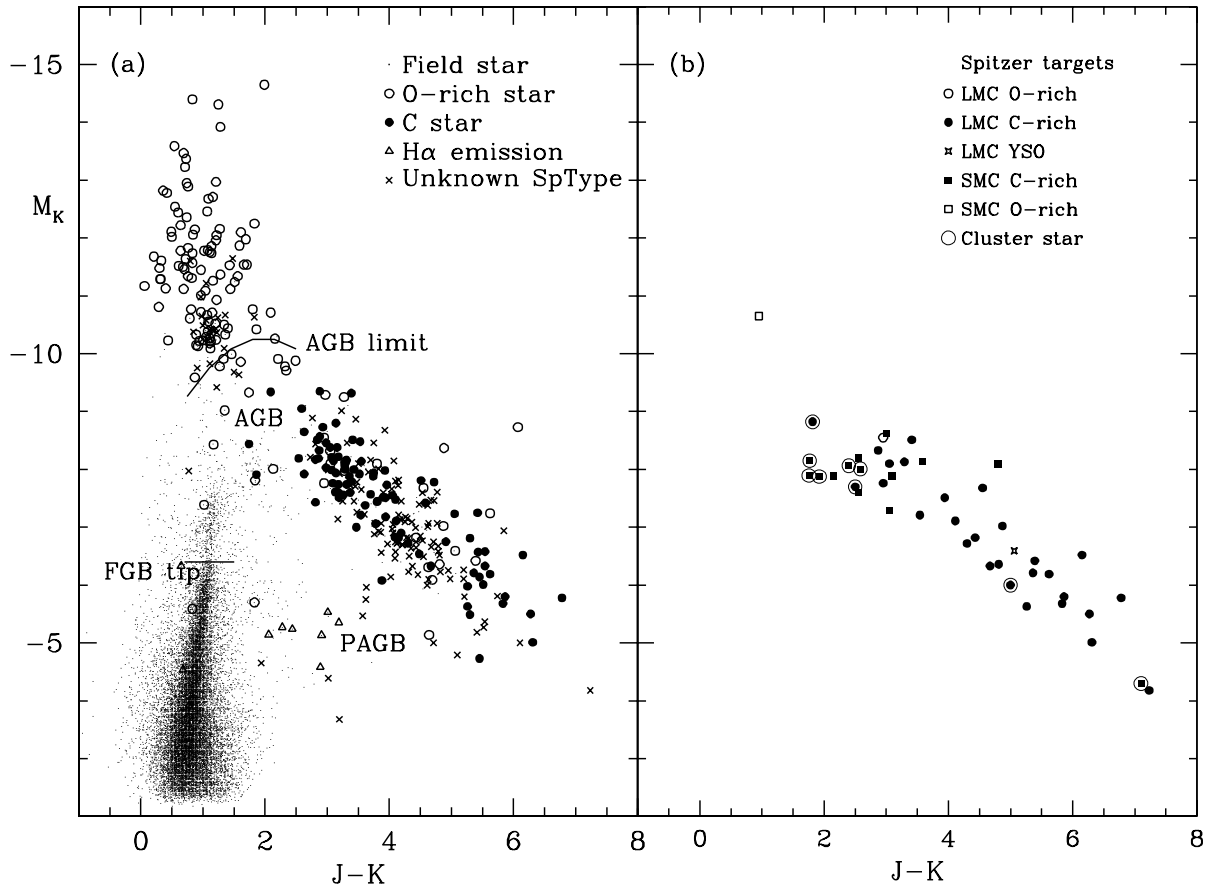 (a)
Field star
O-rich star
C star
Hα emission
Unknown SpType
-15
-10
-5
M_K
AGB limit
AGB
FGB tip
PAGB
0
2
4
6
8
J-K
(b)
Spitzer targets
LMC O-rich
LMC C-rich
LMC YSO
SMC C-rich
SMC O-rich
Cluster star
0
2
4
6
8
J-K